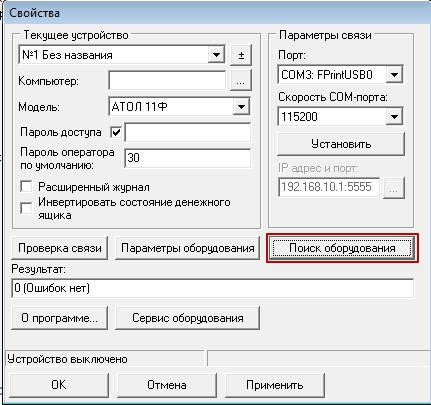 Свойства
Текущее устройство
№1 Без названия
±
Компьютер:
...
Модель:
АТОЛ 11Ф
Пароль доступа
Пароль оператора
по умолчанию:
30
Расширенный журнал
Инвертировать состояние денежного
ящика
Параметры связи
Порт:
COM3: FPrintUSB0
Скорость COM-порта:
115200
Установить
IP адрес и порт:
192.168.10.1:5555
...
Проверка связи
Параметры оборудования
Поиск оборудования
Результат:
0 (Ошибок нет)
О программе...
Сервис оборудования
Устройство выключено
OK
Отмена
Применить